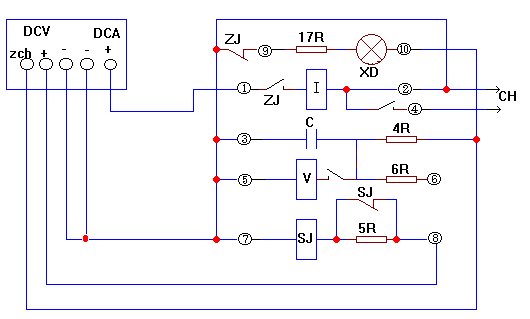 DCV DCA
zch + - - +
ZJ ⑨ 17R XD ⑩
① ZJ I ② CH
④
③ C 4R
⑤ V 6R ⑥
SJ
⑦ SJ 5R ⑧